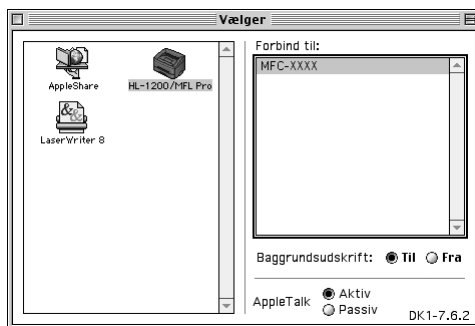 Vælger
AppleShare
HL-1200/MFL Pro
LaserWriter 8
Forbind til:
MFC-XXXX
Baggrundsudskrift: Til Fra
AppleTalk Aktiv
Passiv
DK1-7.6.2